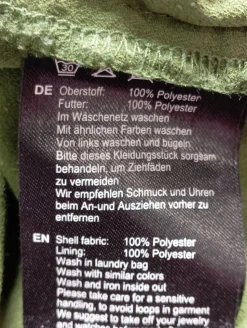 30
DE Oberstoff: 100% Polyester
Futter: 100% Polyester
Im Wäschenetz waschen
Mit ähnlichen Farben waschen
Von links waschen und bügeln
Bitte dieses Kleidungsstück sorgsam
behandeln, um Ziehfäden
zu vermeiden
Wir empfehlen Schmuck und Uhren
beim An-und Ausziehen vorher zu
entfernen
EN Shell fabric: 100% Polyester
Lining: 100% Polyester
Wash in laundry bag
Wash with similar colors
Wash and iron inside out
Please take care for a sensitive
handling, to avoid loops in garment
We suggest to take off your jewelry
and watches before